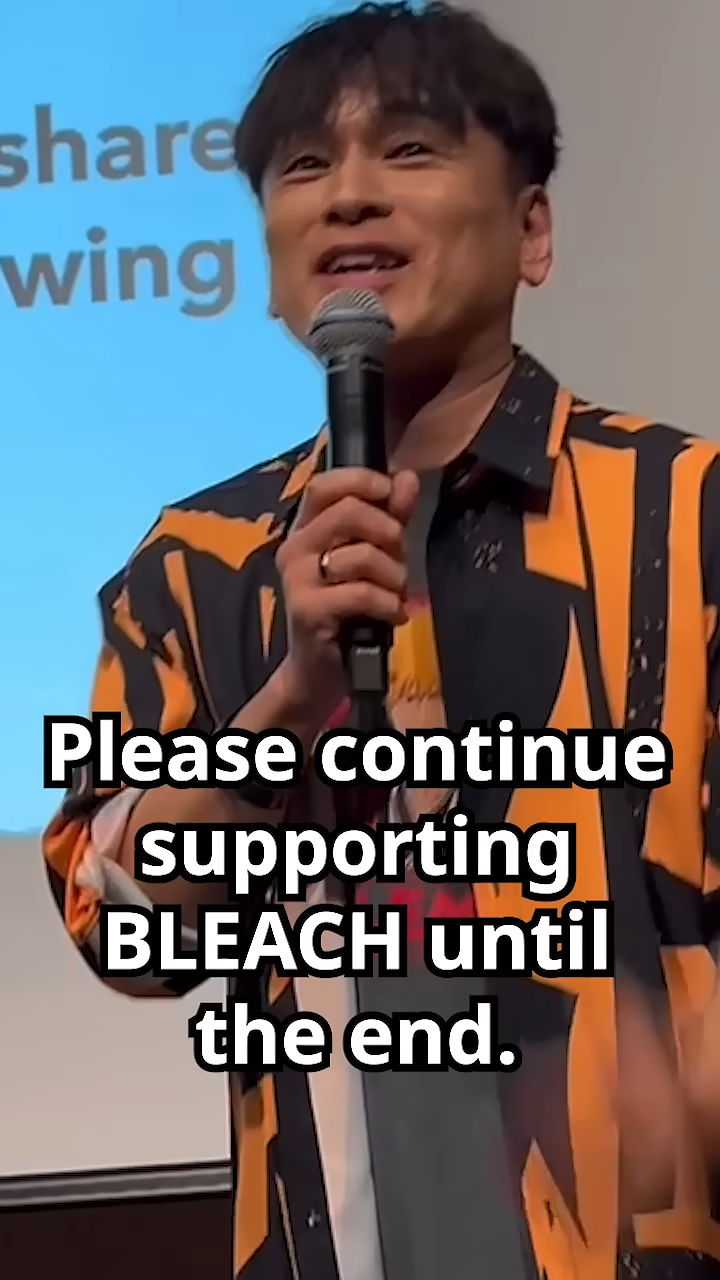 share
wing
Please continue
supporting
BLEACH until
the end.